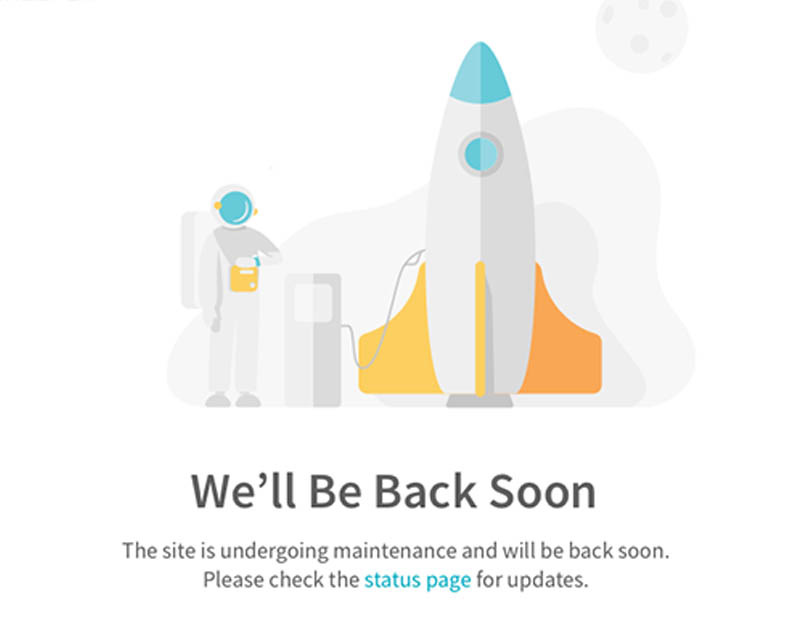 We’ll Be Back Soon
The site is undergoing maintenance and will be back soon.
Please check the status page for updates.